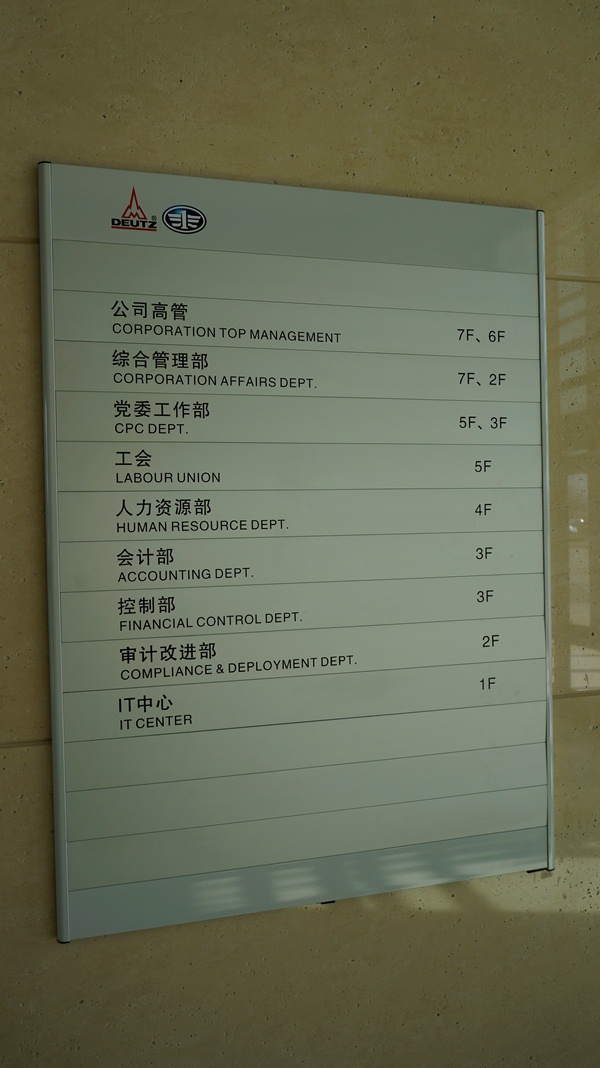 DEUTZ®
公司高管
CORPORATION TOP MANAGEMENT 7F、6F
综合管理部
CORPORATION AFFAIRS DEPT. 7F、2F
党委工作部
CPC DEPT. 5F、3F
工会
LABOUR UNION 5F
人力资源部
HUMAN RESOURCE DEPT. 4F
会计部
ACCOUNTING DEPT. 3F
控制部
FINANCIAL CONTROL DEPT. 3F
审计改进部
COMPLIANCE & DEPLOYMENT DEPT. 2F
IT中心
IT CENTER 1F